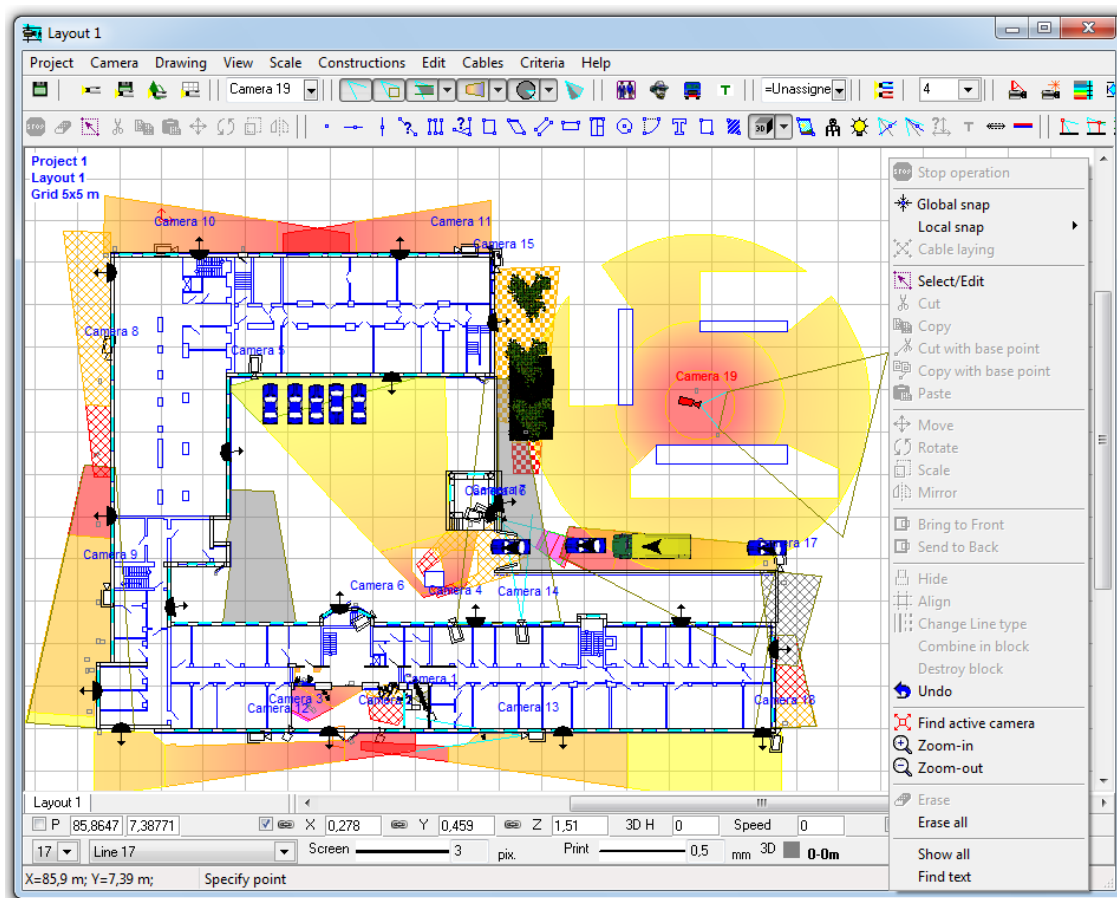 Layout 1
Project Camera Drawing View Scale Constructions Edit Cables Criteria Help
Camera 19
T
=Unassigne
4
STOP
3D
T
Project 1
Layout 1
Grid 5x5 m
Camera 10
Camera 11
Camera 15
Camera 8
Camera 5
Camera 19
Camera 17
Camera 9
Camera 6
Camera 4
Camera 14
Camera 1
Camera 3
Camera 12
Camera 13
Camera 18
STOP Stop operation
Global snap
Local snap
Cable laying
Select/Edit
Cut
Copy
Cut with base point
Copy with base point
Paste
Move
Rotate
Scale
Mirror
Bring to Front
Send to Back
Hide
Align
Change Line type
Combine in block
Destroy block
Undo
Find active camera
Zoom-in
Zoom-out
Erase
Erase all
Show all
Find text
Layout 1
P 85,8647 7,38771 X 0,278 Y 0,459 Z 1,51 3D H 0 Speed 0
17 Line 17 Screen 3 pix. Print 0,5 mm 3D 0-0m
X=85,9 m; Y=7,39 m; Specify point